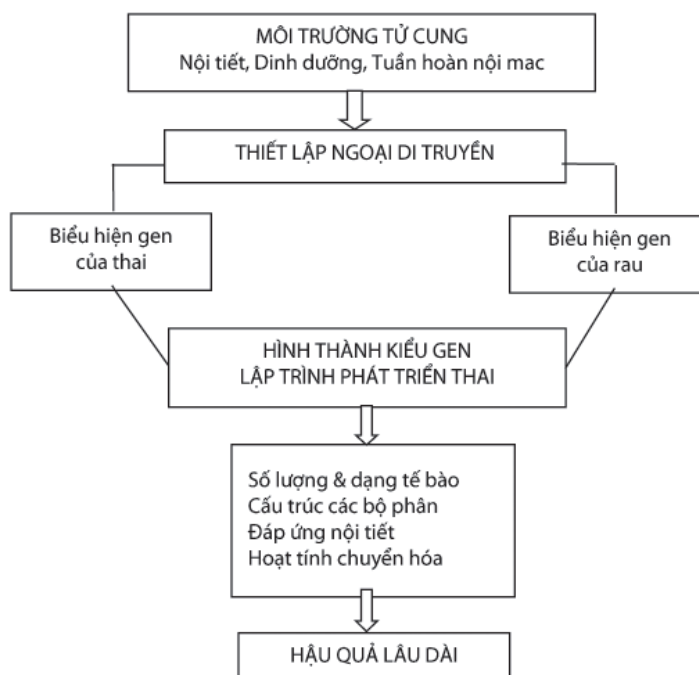 MÔI TRƯỜNG TỬ CUNG
Nội tiết, Dinh dưỡng, Tuần hoàn nội mac
THIẾT LẬP NGOẠI DI TRUYỀN
Biểu hiện gen
của thai
Biểu hiện gen
của rau
HÌNH THÀNH KIỂU GEN
LẬP TRÌNH PHÁT TRIỂN THAI
Số lượng & dạng tế bào
Cấu trúc các bộ phân
Đáp ứng nội tiết
Hoạt tính chuyển hóa
HẬU QUẢ LÂU DÀI